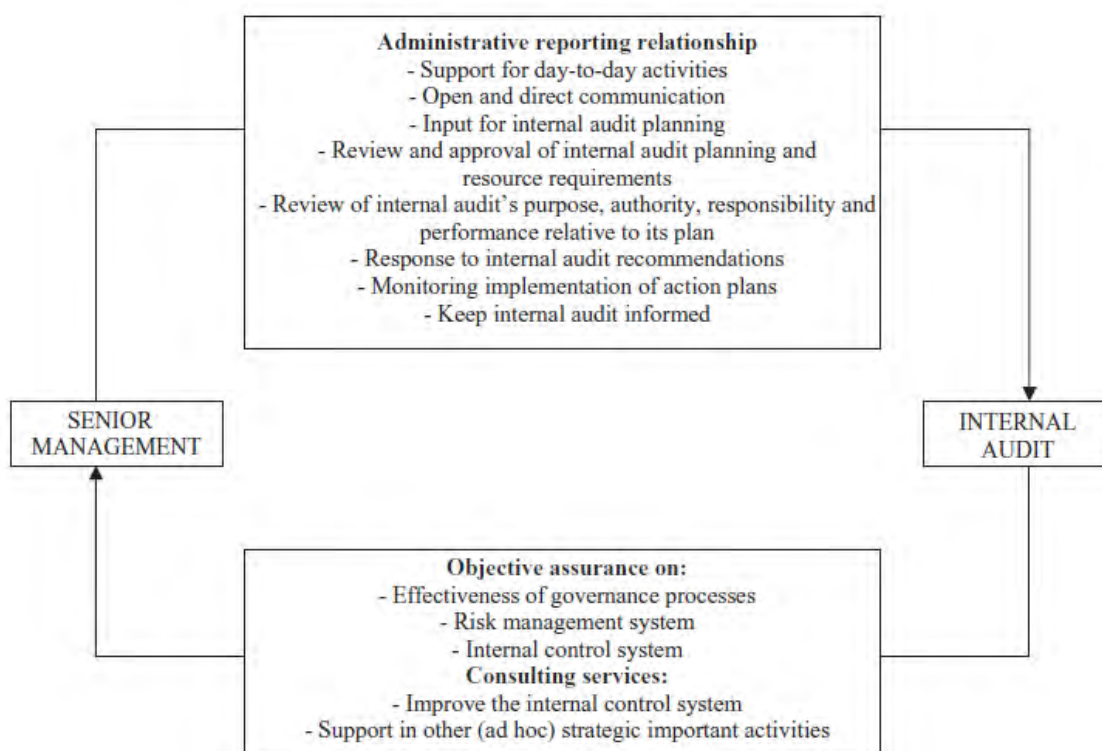 Administrative reporting relationship
- Support for day-to-day activities
- Open and direct communication
- Input for internal audit planning
- Review and approval of internal audit planning and
resource requirements
- Review of internal audit's purpose, authority, responsibility and
performance relative to its plan
- Response to internal audit recommendations
- Monitoring implementation of action plans
- Keep internal audit informed
SENIOR
MANAGEMENT
INTERNAL
AUDIT
Objective assurance on:
- Effectiveness of governance processes
- Risk management system
- Internal control system
Consulting services:
- Improve the internal control system
- Support in other (ad hoc) strategic important activities